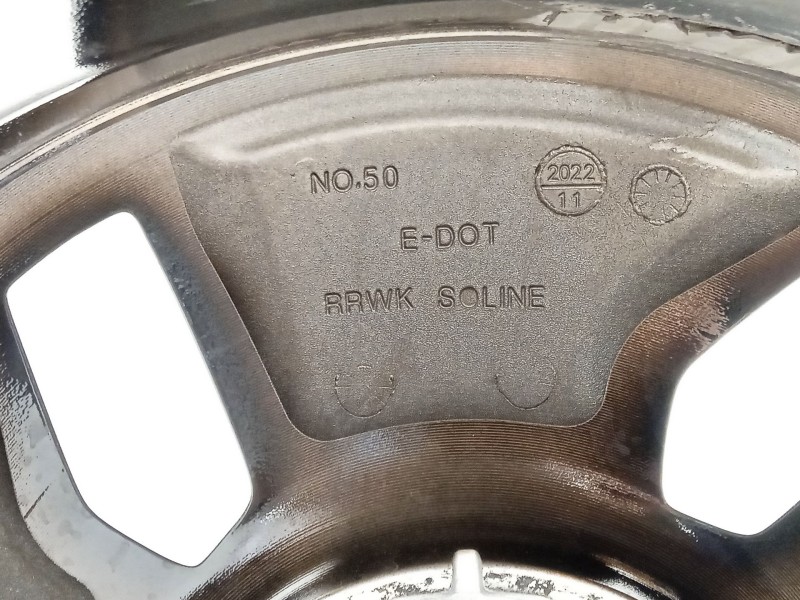 NO.50
2022
11
E-DOT
RRWK SOLINE